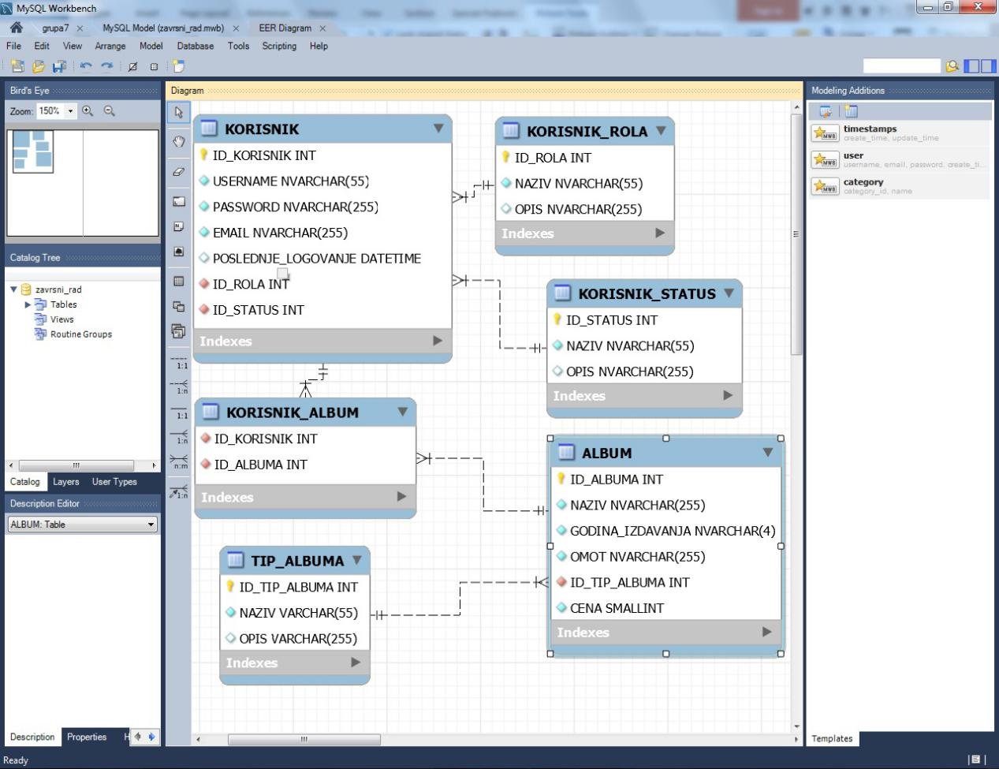 MySQL Workbench
grupa7
MySQL Model (zavrsni_rad.mwb)
EER Diagram
File Edit View Arrange Model Database Tools Scripting Help
Bird's Eye
Zoom: 150%
Catalog Tree
zavrsni_rad
Tables
Views
Routine Groups
Catalog Layers User Types
Description Editor
ALBUM: Table
Description Properties H
Ready
Diagram
1:1
1:n
1:1
1:n
n:m
1:n
KORISNIK
ID_KORISNIK INT
USERNAME NVARCHAR(55)
PASSWORD NVARCHAR(255)
EMAIL NVARCHAR(255)
POSLEDNJE_LOGOVANJE DATETIME
ID_ROLA INT
ID_STATUS INT
Indexes
KORISNIK_ROLA
ID_ROLA INT
NAZIV NVARCHAR(55)
OPIS NVARCHAR(255)
Indexes
KORISNIK_STATUS
ID_STATUS INT
NAZIV NVARCHAR(55)
OPIS NVARCHAR(255)
Indexes
KORISNIK_ALBUM
ID_KORISNIK INT
ID_ALBUMA INT
Indexes
ALBUM
ID_ALBUMA INT
NAZIV NVARCHAR(255)
GODINA_IZDAVANJA NVARCHAR(4)
OMOT NVARCHAR(255)
ID_TIP_ALBUMA INT
CENA SMALLINT
Indexes
TIP_ALBUMA
ID_TIP_ALBUMA INT
NAZIV VARCHAR(55)
OPIS VARCHAR(255)
Indexes
Modeling Additions
MWB
timestamps
create_time, update_time
MWB
user
username, email, password, create_ti...
MWB
category
category_id, name
Templates